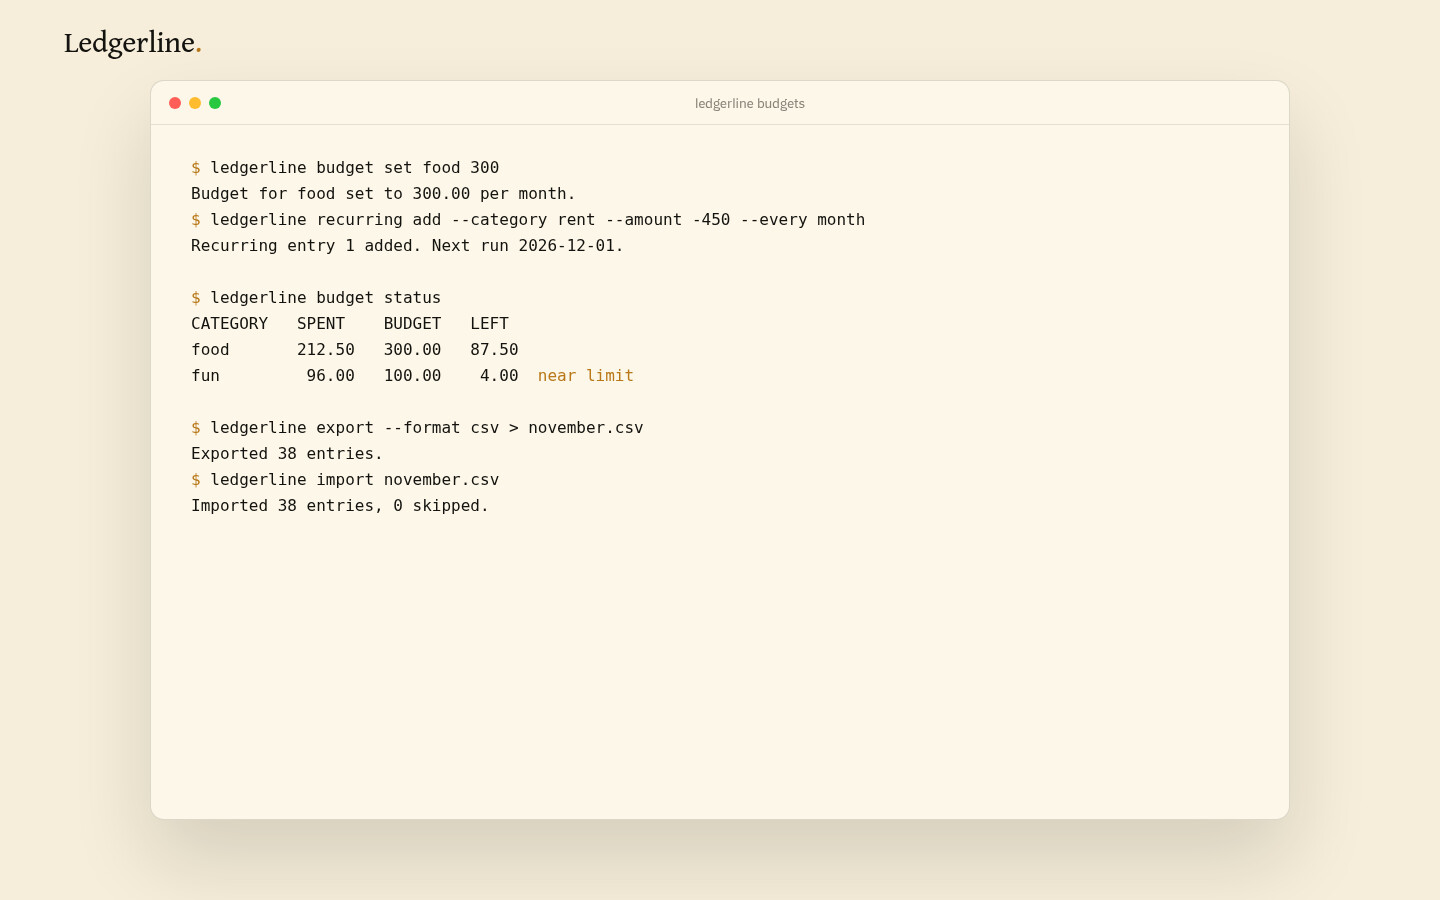 Ledgerline.
ledgerline budgets
$ ledgerline budget set food 300
Budget for food set to 300.00 per month.
$ ledgerline recurring add --category rent --amount -450 --every month
Recurring entry 1 added. Next run 2026-12-01.
$ ledgerline budget status
CATEGORY   SPENT    BUDGET   LEFT
food       212.50   300.00   87.50
fun         96.00   100.00    4.00  near limit
$ ledgerline export --format csv > november.csv
Exported 38 entries.
$ ledgerline import november.csv
Imported 38 entries, 0 skipped.